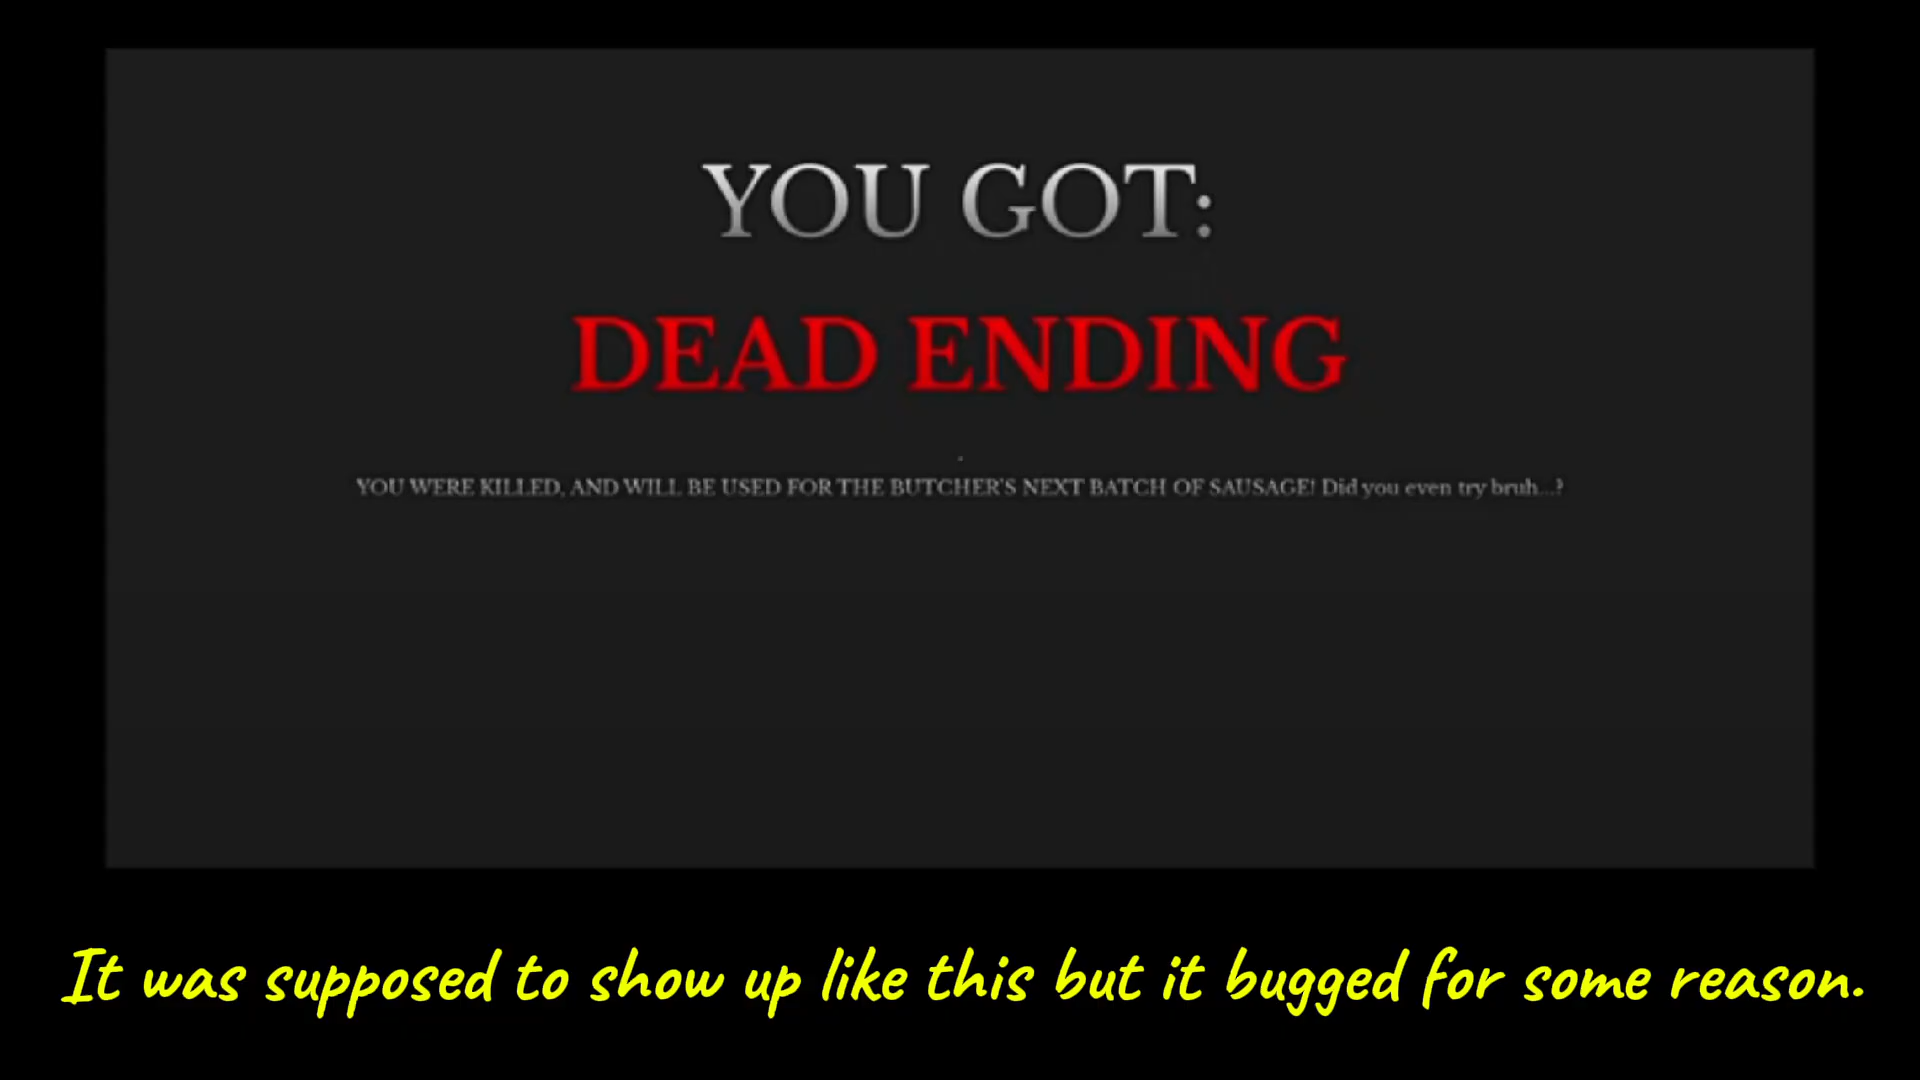 YOU GOT:
DEAD ENDING
YOU WERE KILLED, AND WILL BE USED FOR THE BUTCHER'S NEXT BATCH OF SAUSAGE! Did you even try bruh...?
It was supposed to show up like this but it bugged for some reason.